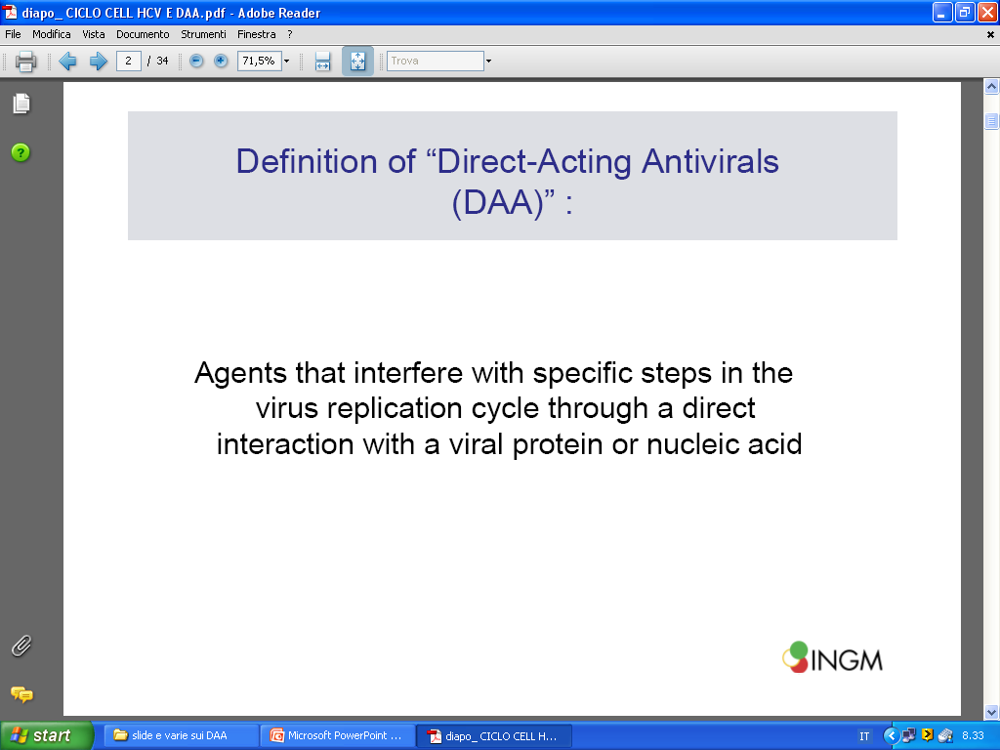 diapo_ CICLO CELL HCV E DAA.pdf - Adobe Reader
File Modifica Vista Documento Strumenti Finestra ?
2 / 34 71,5% Trova
Definition of “Direct-Acting Antivirals
(DAA)” :
Agents that interfere with specific steps in the
virus replication cycle through a direct
interaction with a viral protein or nucleic acid
INGM
start slide e varie sui DAA Microsoft PowerPoint ... diapo_ CICLO CELL H... IT 8.33